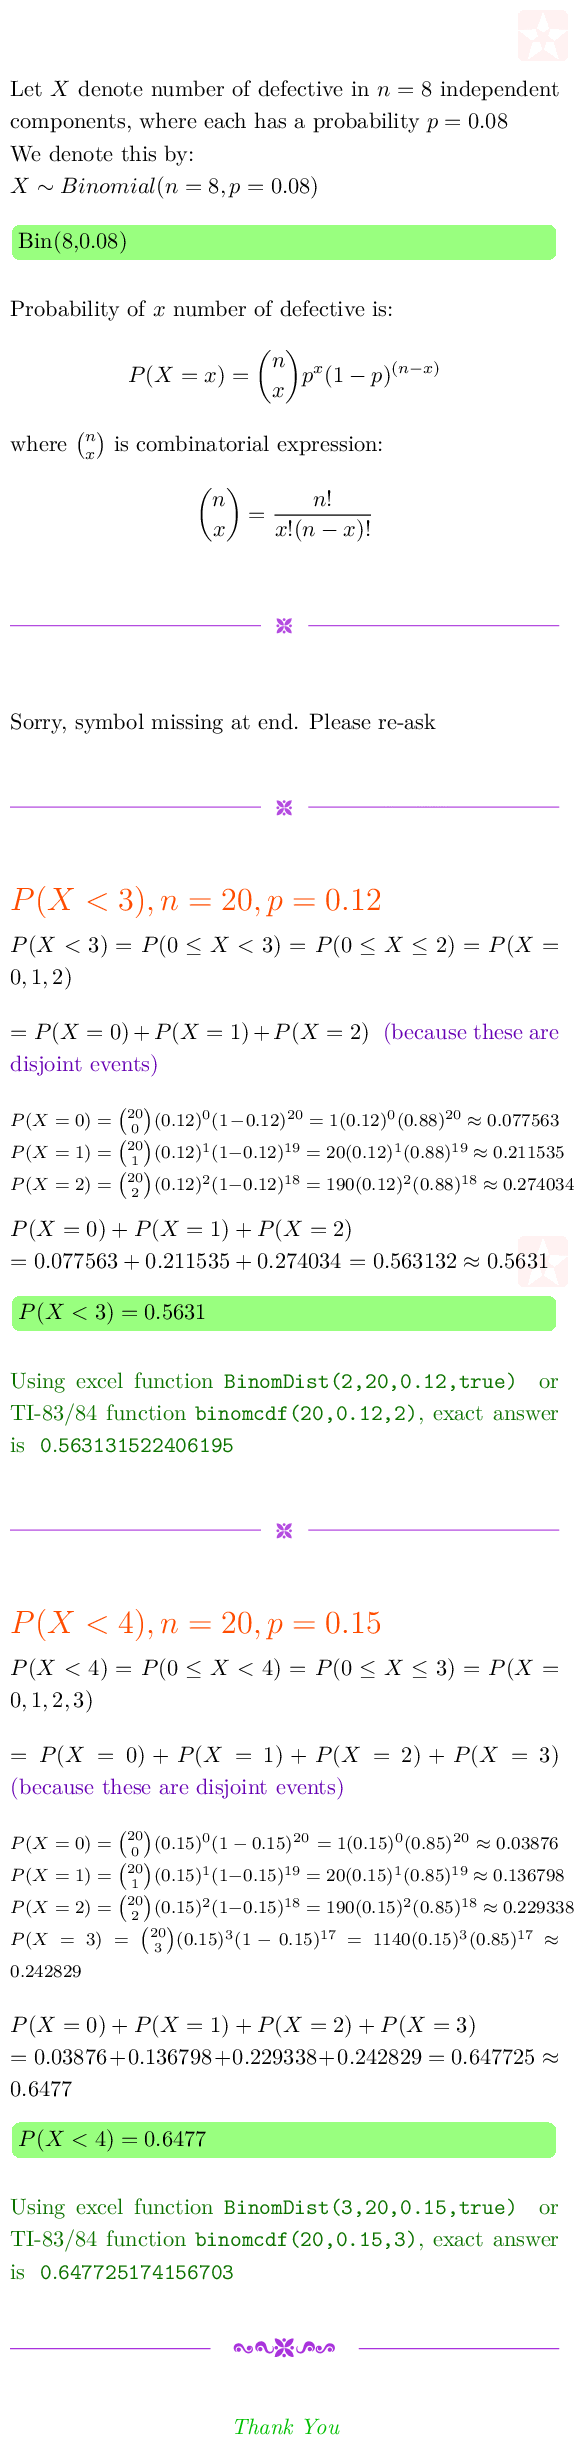 Let X denote number of defective in n = 8 independent
components, where each has a probability p = 0.08
We denote this by:
X ∼ Binomial(n = 8, p = 0.08)
Bin(8,0.08)
Probability of x number of defective is:
P(X = x) = \binom{n}{x} p^x (1 − p)^{(n−x)}
where \binom{n}{x} is combinatorial expression:
\binom{n}{x} = \frac{n!}{x!(n − x)!}
Sorry, symbol missing at end. Please re-ask
P(X < 3), n = 20, p = 0.12
P(X < 3) = P(0 ≤ X < 3) = P(0 ≤ X ≤ 2) = P(X =
0, 1, 2)
= P(X = 0) + P(X = 1) + P(X = 2) (because these are
disjoint events)
P(X = 0) = \binom{20}{0}(0.12)^0(1−0.12)^{20} = 1(0.12)^0(0.88)^{20} ≈ 0.077563
P(X = 1) = \binom{20}{1}(0.12)^1(1−0.12)^{19} = 20(0.12)^1(0.88)^{19} ≈ 0.211535
P(X = 2) = \binom{20}{2}(0.12)^2(1−0.12)^{18} = 190(0.12)^2(0.88)^{18} ≈ 0.274034
P(X = 0) + P(X = 1) + P(X = 2)
= 0.077563 + 0.211535 + 0.274034 = 0.563132 ≈ 0.5631
P(X < 3) = 0.5631
Using excel function BinomDist(2,20,0.12,true) or
TI-83/84 function binomcdf(20,0.12,2), exact answer
is 0.563131522406195
P(X < 4), n = 20, p = 0.15
P(X < 4) = P(0 ≤ X < 4) = P(0 ≤ X ≤ 3) = P(X =
0, 1, 2, 3)
= P(X = 0) + P(X = 1) + P(X = 2) + P(X = 3)
(because these are disjoint events)
P(X = 0) = \binom{20}{0}(0.15)^0(1 − 0.15)^{20} = 1(0.15)^0(0.85)^{20} ≈ 0.03876
P(X = 1) = \binom{20}{1}(0.15)^1(1−0.15)^{19} = 20(0.15)^1(0.85)^{19} ≈ 0.136798
P(X = 2) = \binom{20}{2}(0.15)^2(1−0.15)^{18} = 190(0.15)^2(0.85)^{18} ≈ 0.229338
P(X = 3) = \binom{20}{3}(0.15)^3(1 − 0.15)^{17} = 1140(0.15)^3(0.85)^{17} ≈
0.242829
P(X = 0) + P(X = 1) + P(X = 2) + P(X = 3)
= 0.03876+0.136798+0.229338+0.242829 = 0.647725 ≈
0.6477
P(X < 4) = 0.6477
Using excel function BinomDist(3,20,0.15,true) or
TI-83/84 function binomcdf(20,0.15,3), exact answer
is 0.647725174156703
Thank You